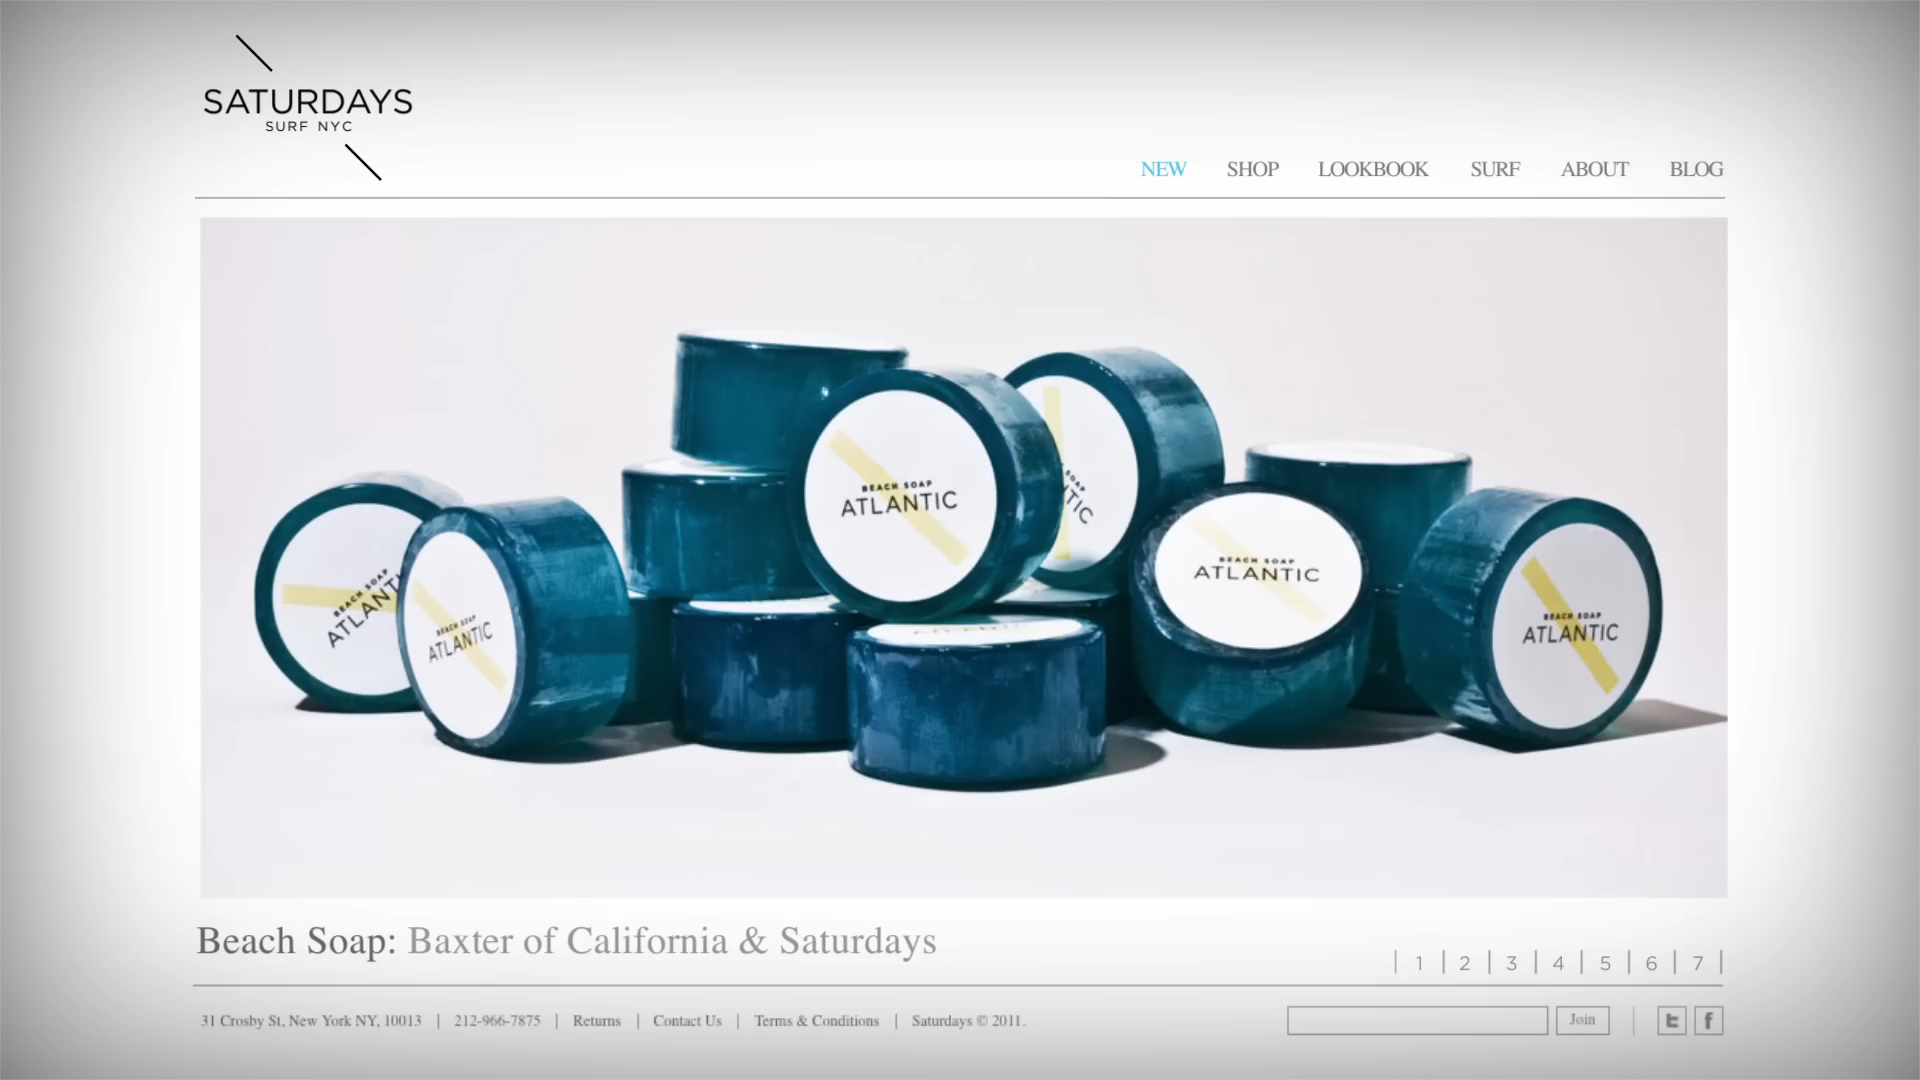 SATURDAYS
SURF NYC
NEW SHOP LOOKBOOK SURF ABOUT BLOG
BEACH SOAP
ATLANTIC
TIC
BEACH SOAP
ATLANTIC
BEACH SOAP
ATLANTI
BEACH SOAP
ATLANTIC
BEACH SOAP
ATLANTIC
Beach Soap: Baxter of California & Saturdays
| 1 | 2 | 3 | 4 | 5 | 6 | 7 |
31 Crosby St, New York NY, 10013 | 212-966-7875 | Returns | Contact Us | Terms & Conditions | Saturdays © 2011. Join | t f